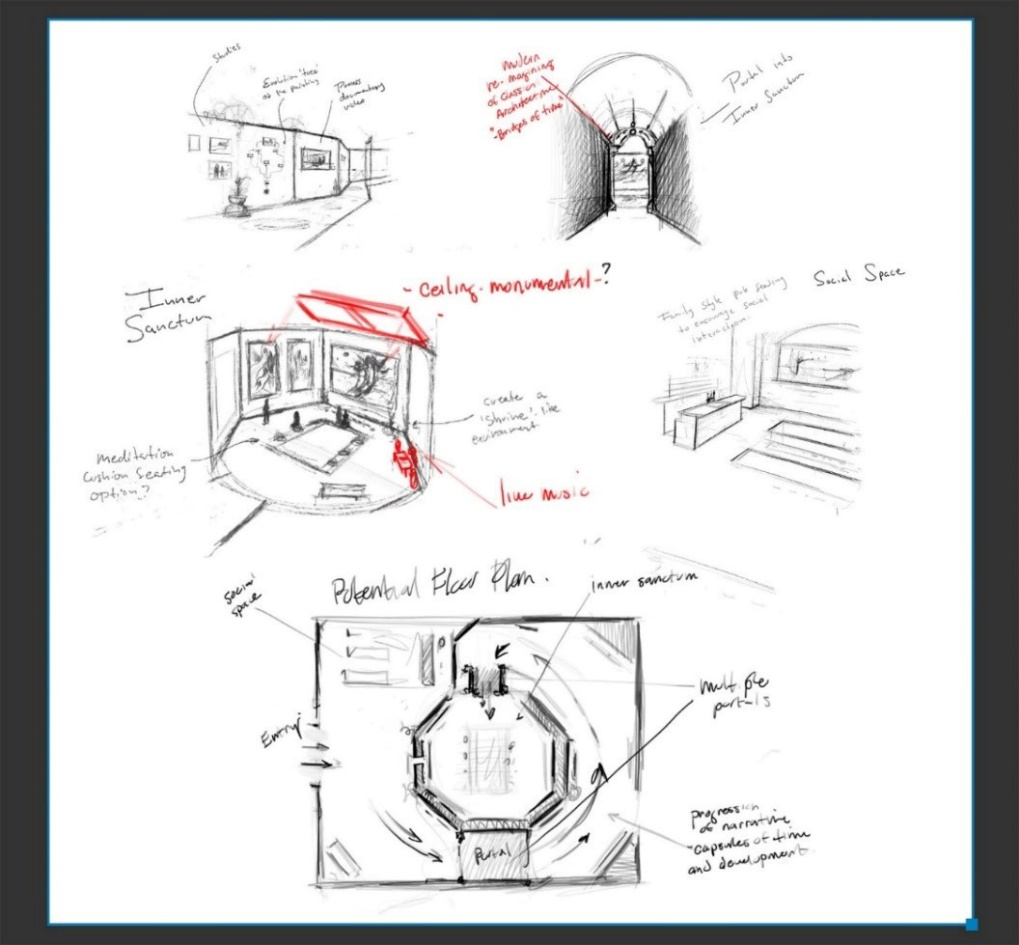 Studies
Evolution 'tree'
of the painting
Process
documentary
video
modern
re-imagining
of classical
Architecture
"Bridges of time"
Portal into
Inner Sanctum
Inner
Sanctum
- ceiling monumental -?
Family style pub seating
to encourage social
interaction.
Social Space
create a
'shrine'-like
environment
meditation
cushion seating
option?
live music
Potential Floor Plan.
inner sanctum
social
space
multiple
portals
Entry
Portal
progression
of narrative
capsules of time
and development.